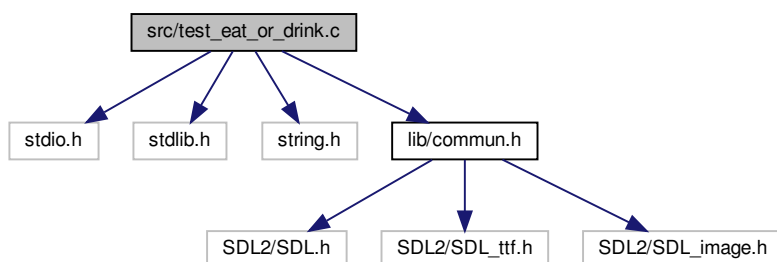 src/test_eat_or_drink.c
stdio.h
stdlib.h
string.h
lib/commun.h
SDL2/SDL.h
SDL2/SDL_ttf.h
SDL2/SDL_image.h